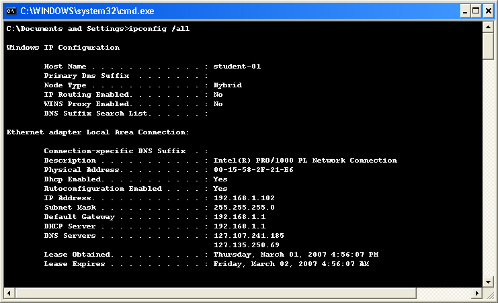 C:\WINDOWS\system32\cmd.exe
C:\Documents and Settings>ipconfig /all
Windows IP Configuration
Host Name . . . . . . . . . . . . : student-01
Primary Dns Suffix . . . . . . . :
Node Type . . . . . . . . . . . . : Hybrid
IP Routing Enabled. . . . . . . . : No
WINS Proxy Enabled. . . . . . . . : No
DNS Suffix Search List. . . . . . :
Ethernet adapter Local Area Connection:
Connection-specific DNS Suffix . :
Description . . . . . . . . . . . : Intel(R) PRO/1000 PL Network Connection
Physical Address. . . . . . . . . : 00-15-58-2F-21-E6
Dhcp Enabled. . . . . . . . . . . : Yes
Autoconfiguration Enabled . . . . : Yes
IP Address. . . . . . . . . . . . : 192.168.1.102
Subnet Mask . . . . . . . . . . . : 255.255.255.0
Default Gateway . . . . . . . . . : 192.168.1.1
DHCP Server . . . . . . . . . . . : 192.168.1.1
DNS Servers . . . . . . . . . . . : 127.107.241.185
127.135.250.69
Lease Obtained. . . . . . . . . . : Thursday, March 01, 2007 4:56:07 PM
Lease Expires . . . . . . . . . . : Friday, March 02, 2007 4:56:07 AM